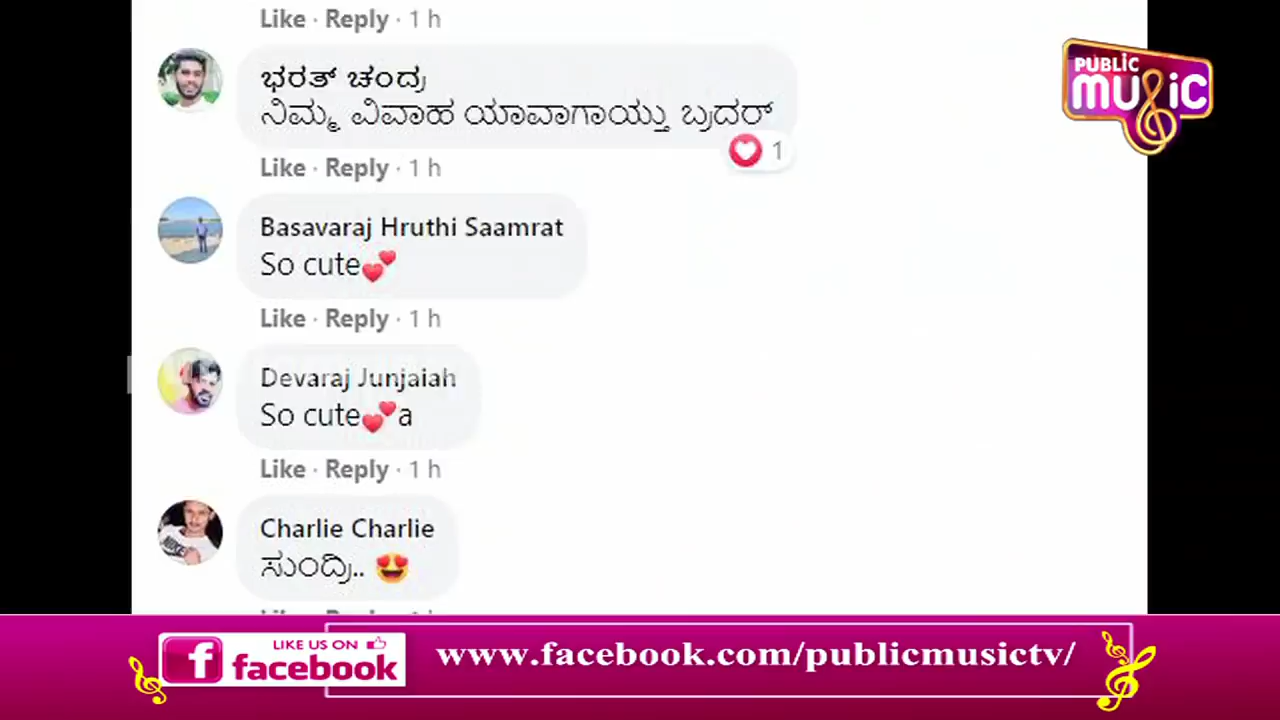 Like · Reply · 1 h
ಭರತ್ ಚಂದ್ರ
ನಿಮ್ಮ ವಿವಾಹ ಯಾವಾಗಾಯ್ತು ಬ್ರದರ್
1
Like · Reply · 1 h
Basavaraj Hruthi Saamrat
So cute💕
Like · Reply · 1 h
Devaraj Junjaiah
So cute💕a
Like · Reply · 1 h
Charlie Charlie
ಸುಂದ್ರಿ.. 😍
PUBLIC
music
LIKE US ON
facebook
www.facebook.com/publicmusictv/